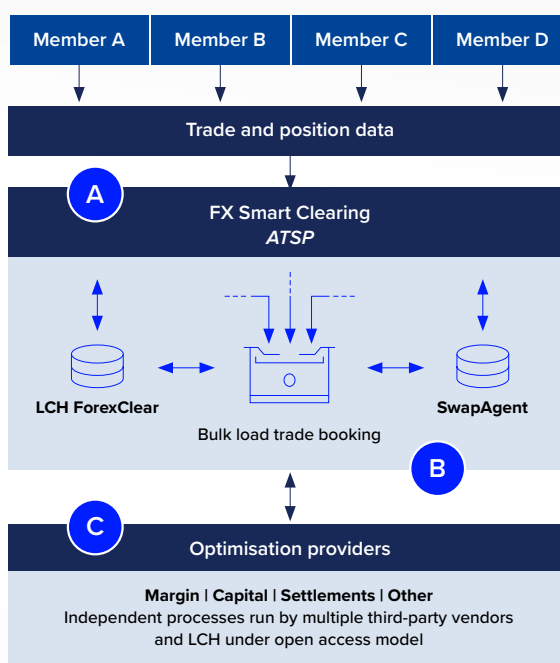 Member A
Member B
Member C
Member D
Trade and position data
A
FX Smart Clearing
ATSP
LCH ForexClear
SwapAgent
Bulk load trade booking
B
C
Optimisation providers
Margin | Capital | Settlements | Other
Independent processes run by multiple third-party vendors
and LCH under open access model